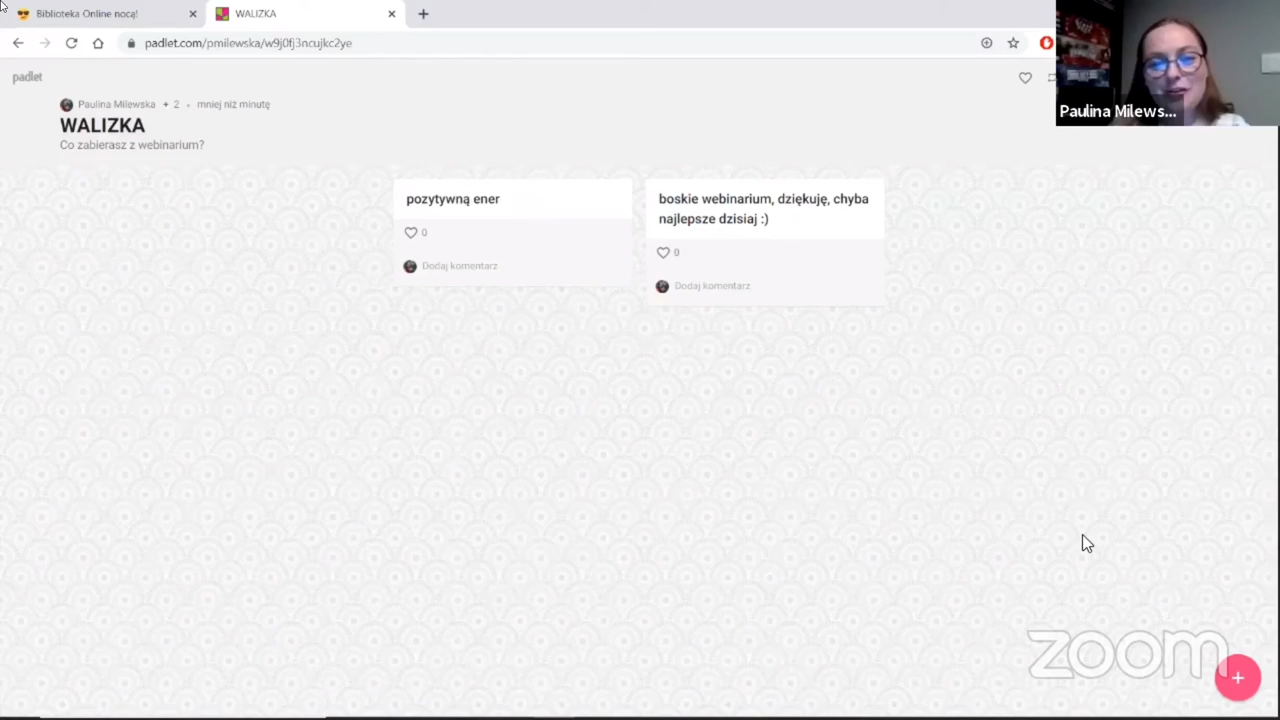 Biblioteka Online nocą!
WALIZKA
padlet.com/pmilewska/w9j0fj3ncujkc2ye
padlet
Paulina Milewska + 2 • mniej niż minutę
WALIZKA
Co zabierasz z webinarium?
pozytywną ener
0
Dodaj komentarz
boskie webinarium, dziękuję, chyba
najlepsze dzisiaj :)
0
Dodaj komentarz
Paulina Milews...
zoom